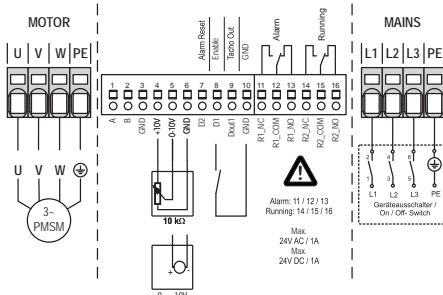 MOTOR
U V W PE
U V W
3~
PMSM
Alarm Reset
Enable
Tacho Out
GND
Alarm
Running
1 2 3 4 5 6 7 8 9 10 11 12 13 14 15 16
A
B
GND
+10V
0-10V
GND
D2
D1
Dout1
GND
R1_NC
R1_COM
R1_NO
R2_NC
R2_COM
R2_NO
10 kΩ
+ -
0 - 10V
Alarm: 11 / 12 / 13
Running: 14 / 15 / 16
Max.
24V AC / 1A
Max.
24V DC / 1A
MAINS
L1 L2 L3 PE
2 4 6
1 3 5
L1 L2 L3 PE
Geräteausschalter /
On / Off- Switch